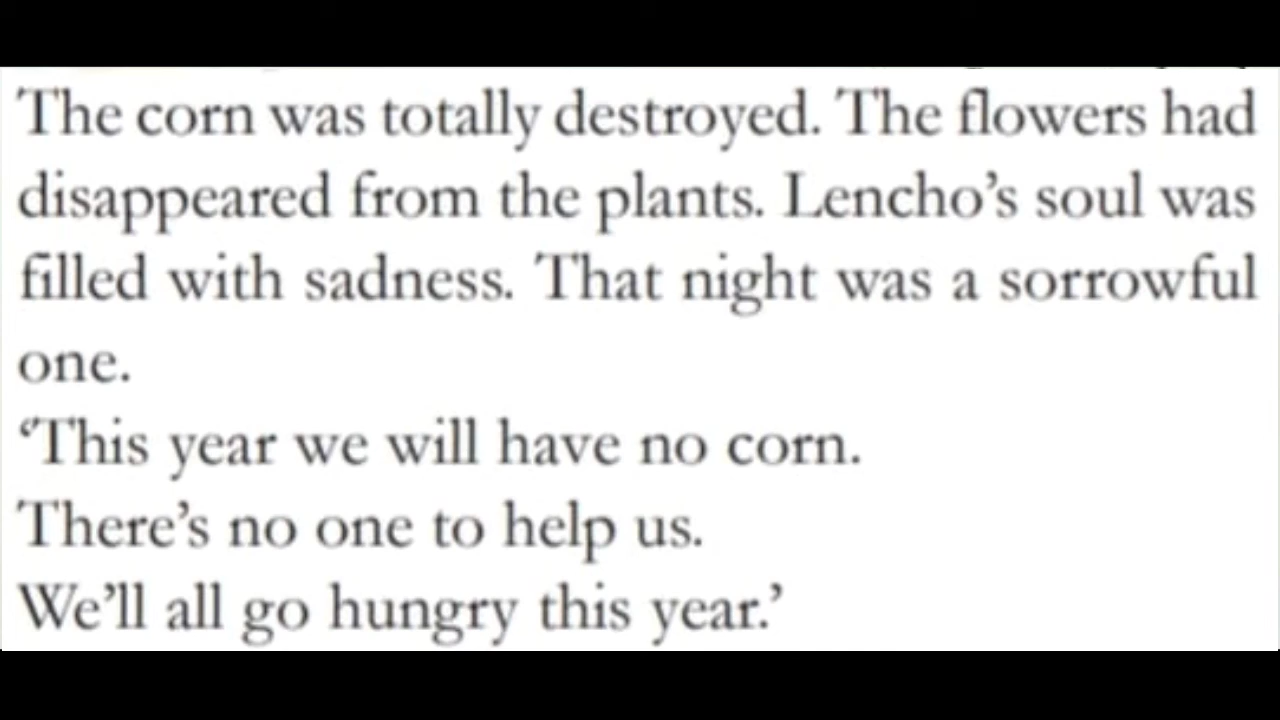 The corn was totally destroyed. The flowers had
disappeared from the plants. Lencho’s soul was
filled with sadness. That night was a sorrowful
one.
‘This year we will have no corn.
There’s no one to help us.
We’ll all go hungry this year.’